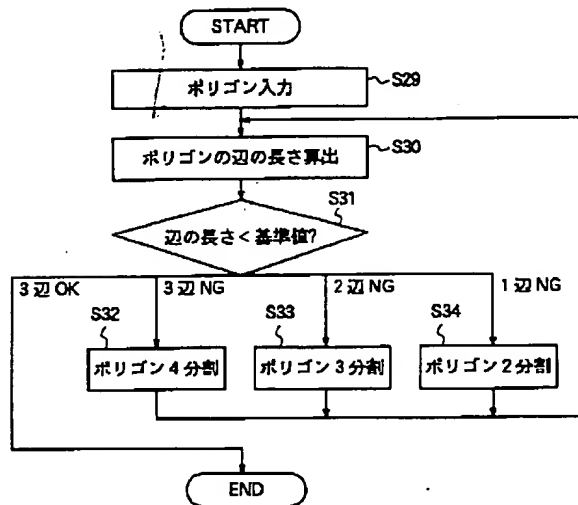 START
ポリゴン入力
S29
ポリゴンの辺の長さ算出
S30
S31
辺の長さ<基準値?
3辺OK
3辺NG
2辺NG
1辺NG
S32
S33
S34
ポリゴン4分割
ポリゴン3分割
ポリゴン2分割
END